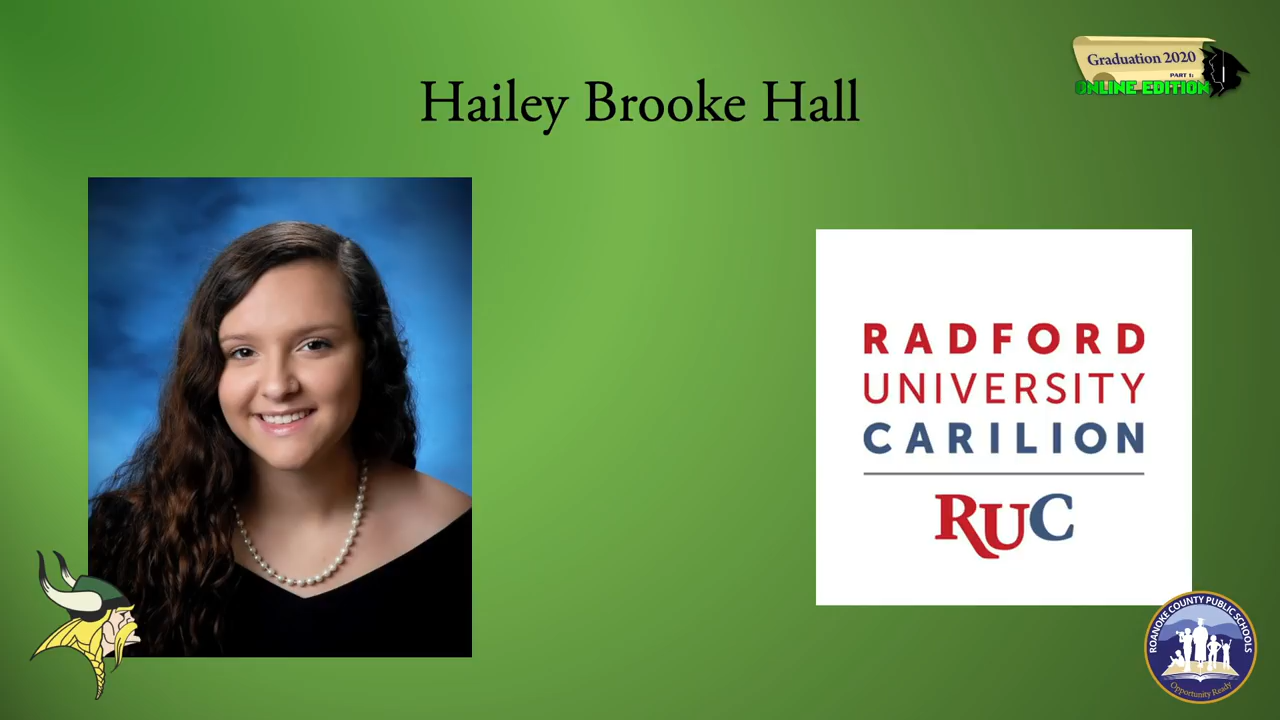 Graduation 2020
PART 1:
ONLINE EDITION
Hailey Brooke Hall
RADFORD
UNIVERSITY
CARILION
RUC
ROANOKE COUNTY PUBLIC SCHOOLS
Opportunity Ready